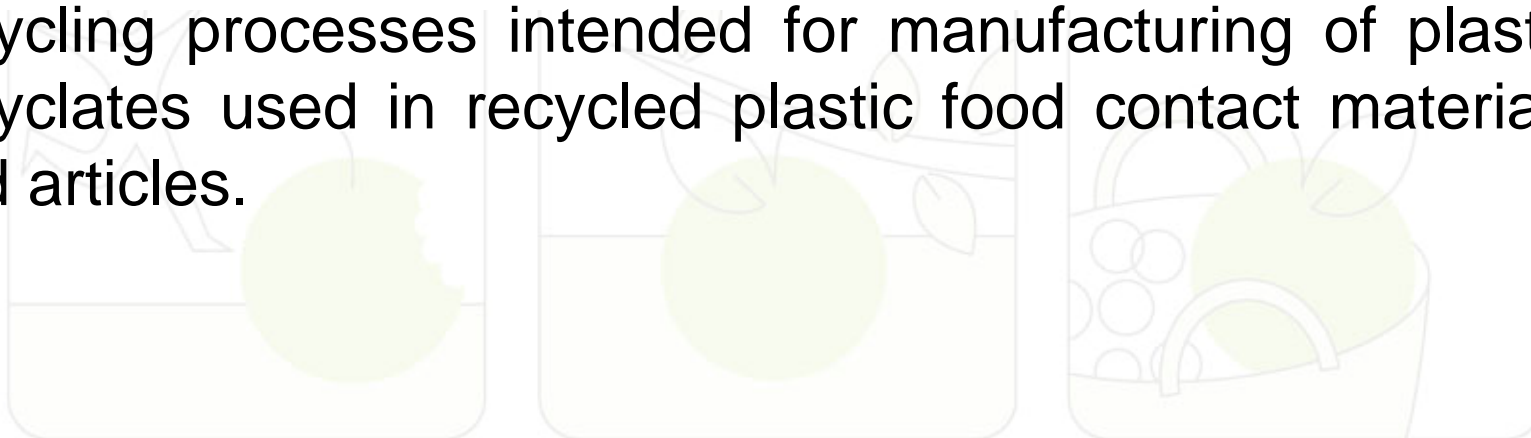 ycling processes intended for manufacturing of plast
yclates used in recycled plastic food contact materia
d articles.